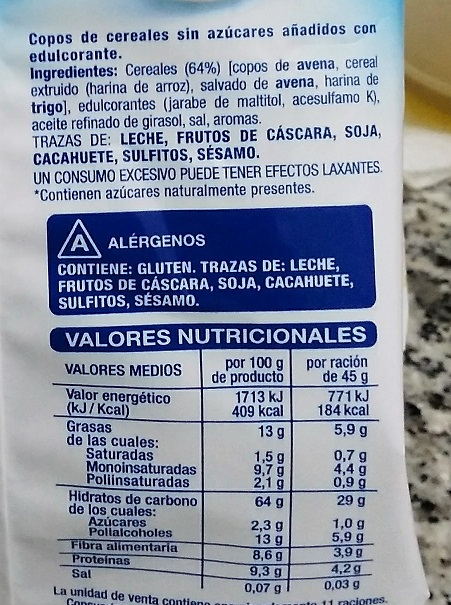 Copos de cereales sin azúcares añadidos con
edulcorante.
Ingredientes: Cereales (64%) [copos de avena, cereal
extruido (harina de arroz), salvado de avena, harina de
trigo], edulcorantes (jarabe de maltitol, acesulfamo K),
aceite refinado de girasol, sal, aromas.
TRAZAS DE: LECHE, FRUTOS DE CÁSCARA, SOJA,
CACAHUETE, SULFITOS, SÉSAMO.
UN CONSUMO EXCESIVO PUEDE TENER EFECTOS LAXANTES.
*Contienen azúcares naturalmente presentes.
A ALÉRGENOS
CONTIENE: GLUTEN. TRAZAS DE: LECHE,
FRUTOS DE CÁSCARA, SOJA, CACAHUETE,
SULFITOS, SÉSAMO.
VALORES NUTRICIONALES
VALORES MEDIOS por 100 g de producto por ración de 45 g
Valor energético 1713 kJ 771 kJ
(kJ / Kcal) 409 kcal 184 kcal
Grasas 13 g 5,9 g
de las cuales:
Saturadas 1,5 g 0,7 g
Monoinsaturadas 9,7 g 4,4 g
Poliinsaturadas 2,1 g 0,9 g
Hidratos de carbono 64 g 29 g
de los cuales:
Azúcares 2,3 g 1,0 g
Polialcoholes 13 g 5,9 g
Fibra alimentaria 8,6 g 3,9 g
Proteínas 9,3 g 4,2 g
Sal 0,07 g 0,03 g
La unidad de venta contiene
11 raciones.